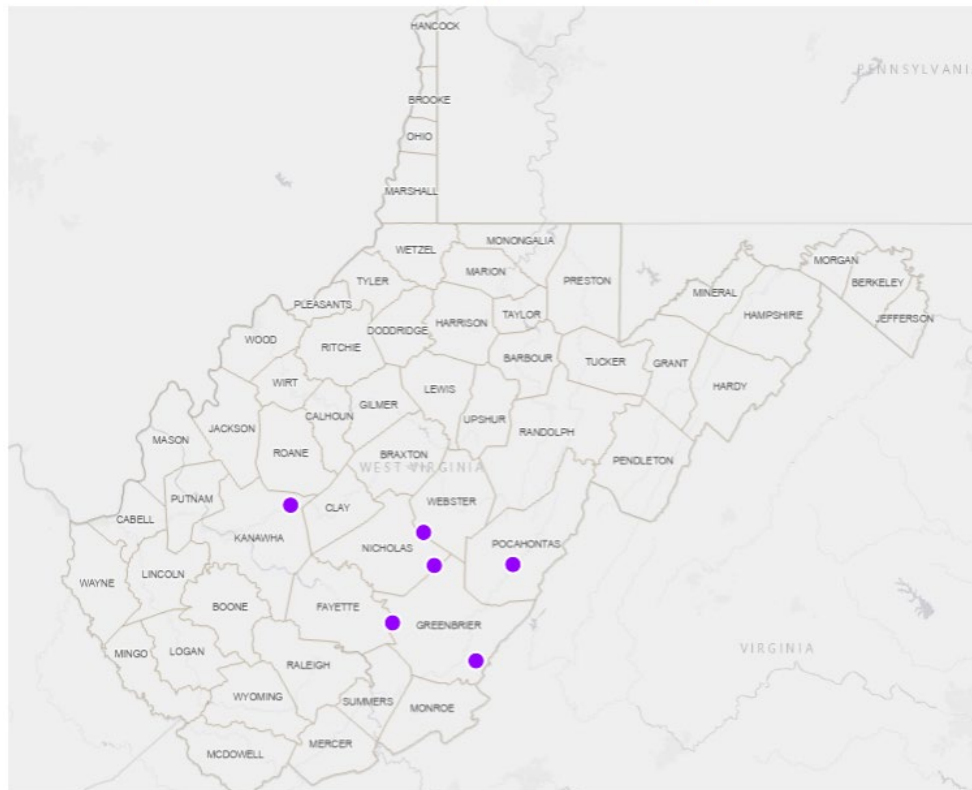 HANCOCK
PENNSYLVANI
BROOKE
OHIO
MARSHALL
WETZEL
MONONGALIA
MARION
MORGAN
TYLER
PRESTON
BERKELEY
PLEASANTS
MINERAL
TAYLOR
HAMPSHIRE
JEFFERSON
DODDRIDGE
HARRISON
WOOD
RITCHIE
BARBOUR
TUCKER
GRANT
WIRT
LEWIS
HARDY
GILMER
CALHOUN
UPSHUR
JACKSON
RANDOLPH
MASON
ROANE
BRAXTON
PENDLETON
WEST VIRGINIA
PUTNAM
WEBSTER
CLAY
CABELL
KANAWHA
NICHOLAS
POCAHONTAS
LINCOLN
WAYNE
BOONE
FAYETTE
GREENBRIER
VIRGINIA
MINGO
LOGAN
RALEIGH
WYOMING
SUMMERS
MONROE
MERCER
MCDOWELL